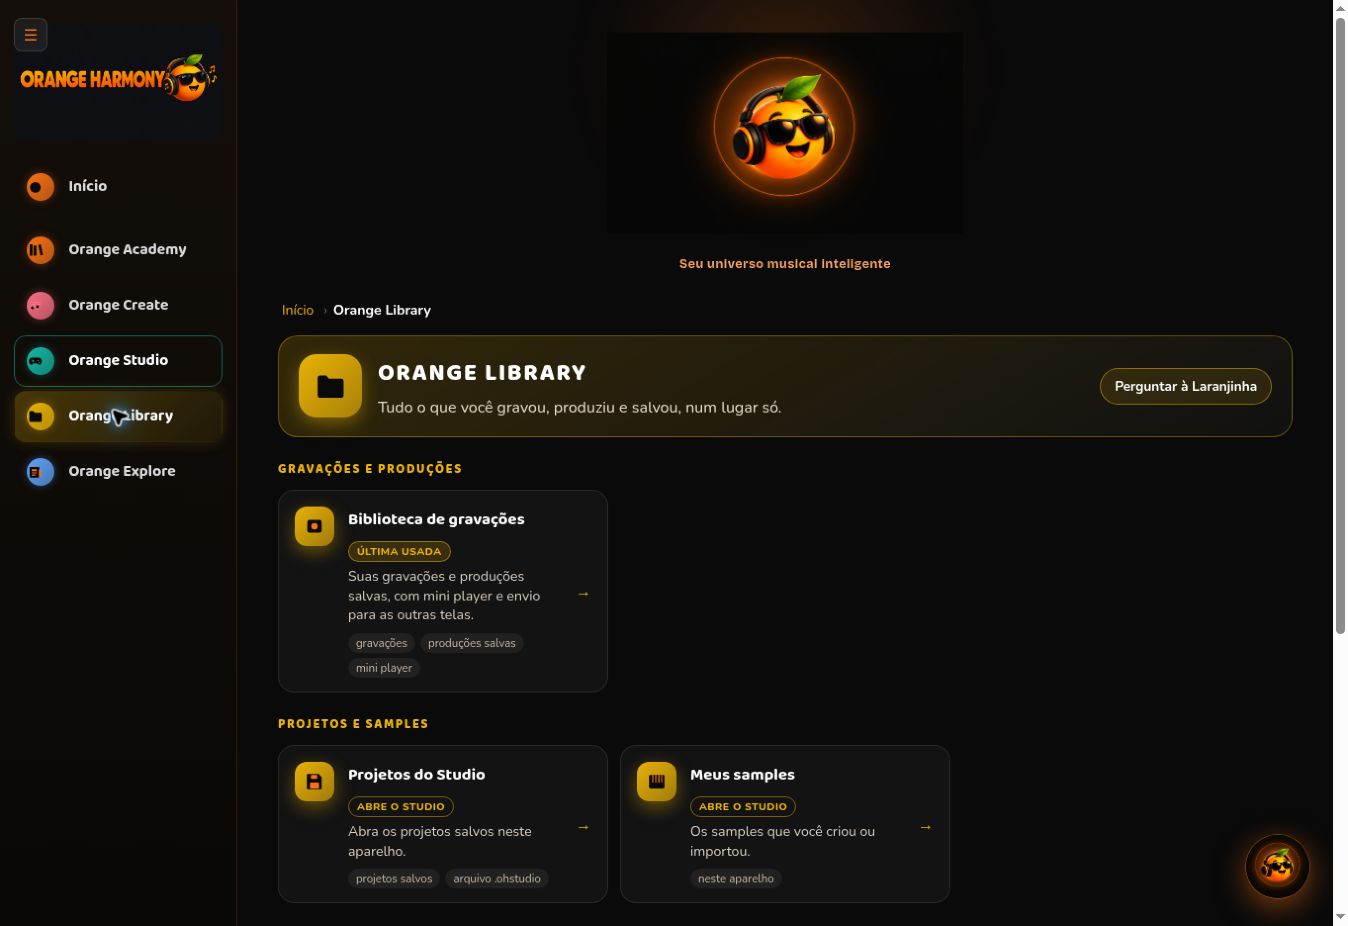 ☰
ORANGE HARMONY
Início
Orange Academy
Orange Create
Orange Studio
Orange Library
Orange Explore
Seu universo musical inteligente
Início › Orange Library
ORANGE LIBRARY
Tudo o que você gravou, produziu e salvou, num lugar só.
Perguntar à Laranjinha
GRAVAÇÕES E PRODUÇÕES
Biblioteca de gravações
ÚLTIMA USADA
Suas gravações e produções
salvas, com mini player e envio
para as outras telas.
→
gravações produções salvas
mini player
PROJETOS E SAMPLES
Projetos do Studio
ABRE O STUDIO
Abra os projetos salvos neste
aparelho.
→
projetos salvos arquivo .ohstudio
Meus samples
ABRE O STUDIO
Os samples que você criou ou
importou.
→
neste aparelho